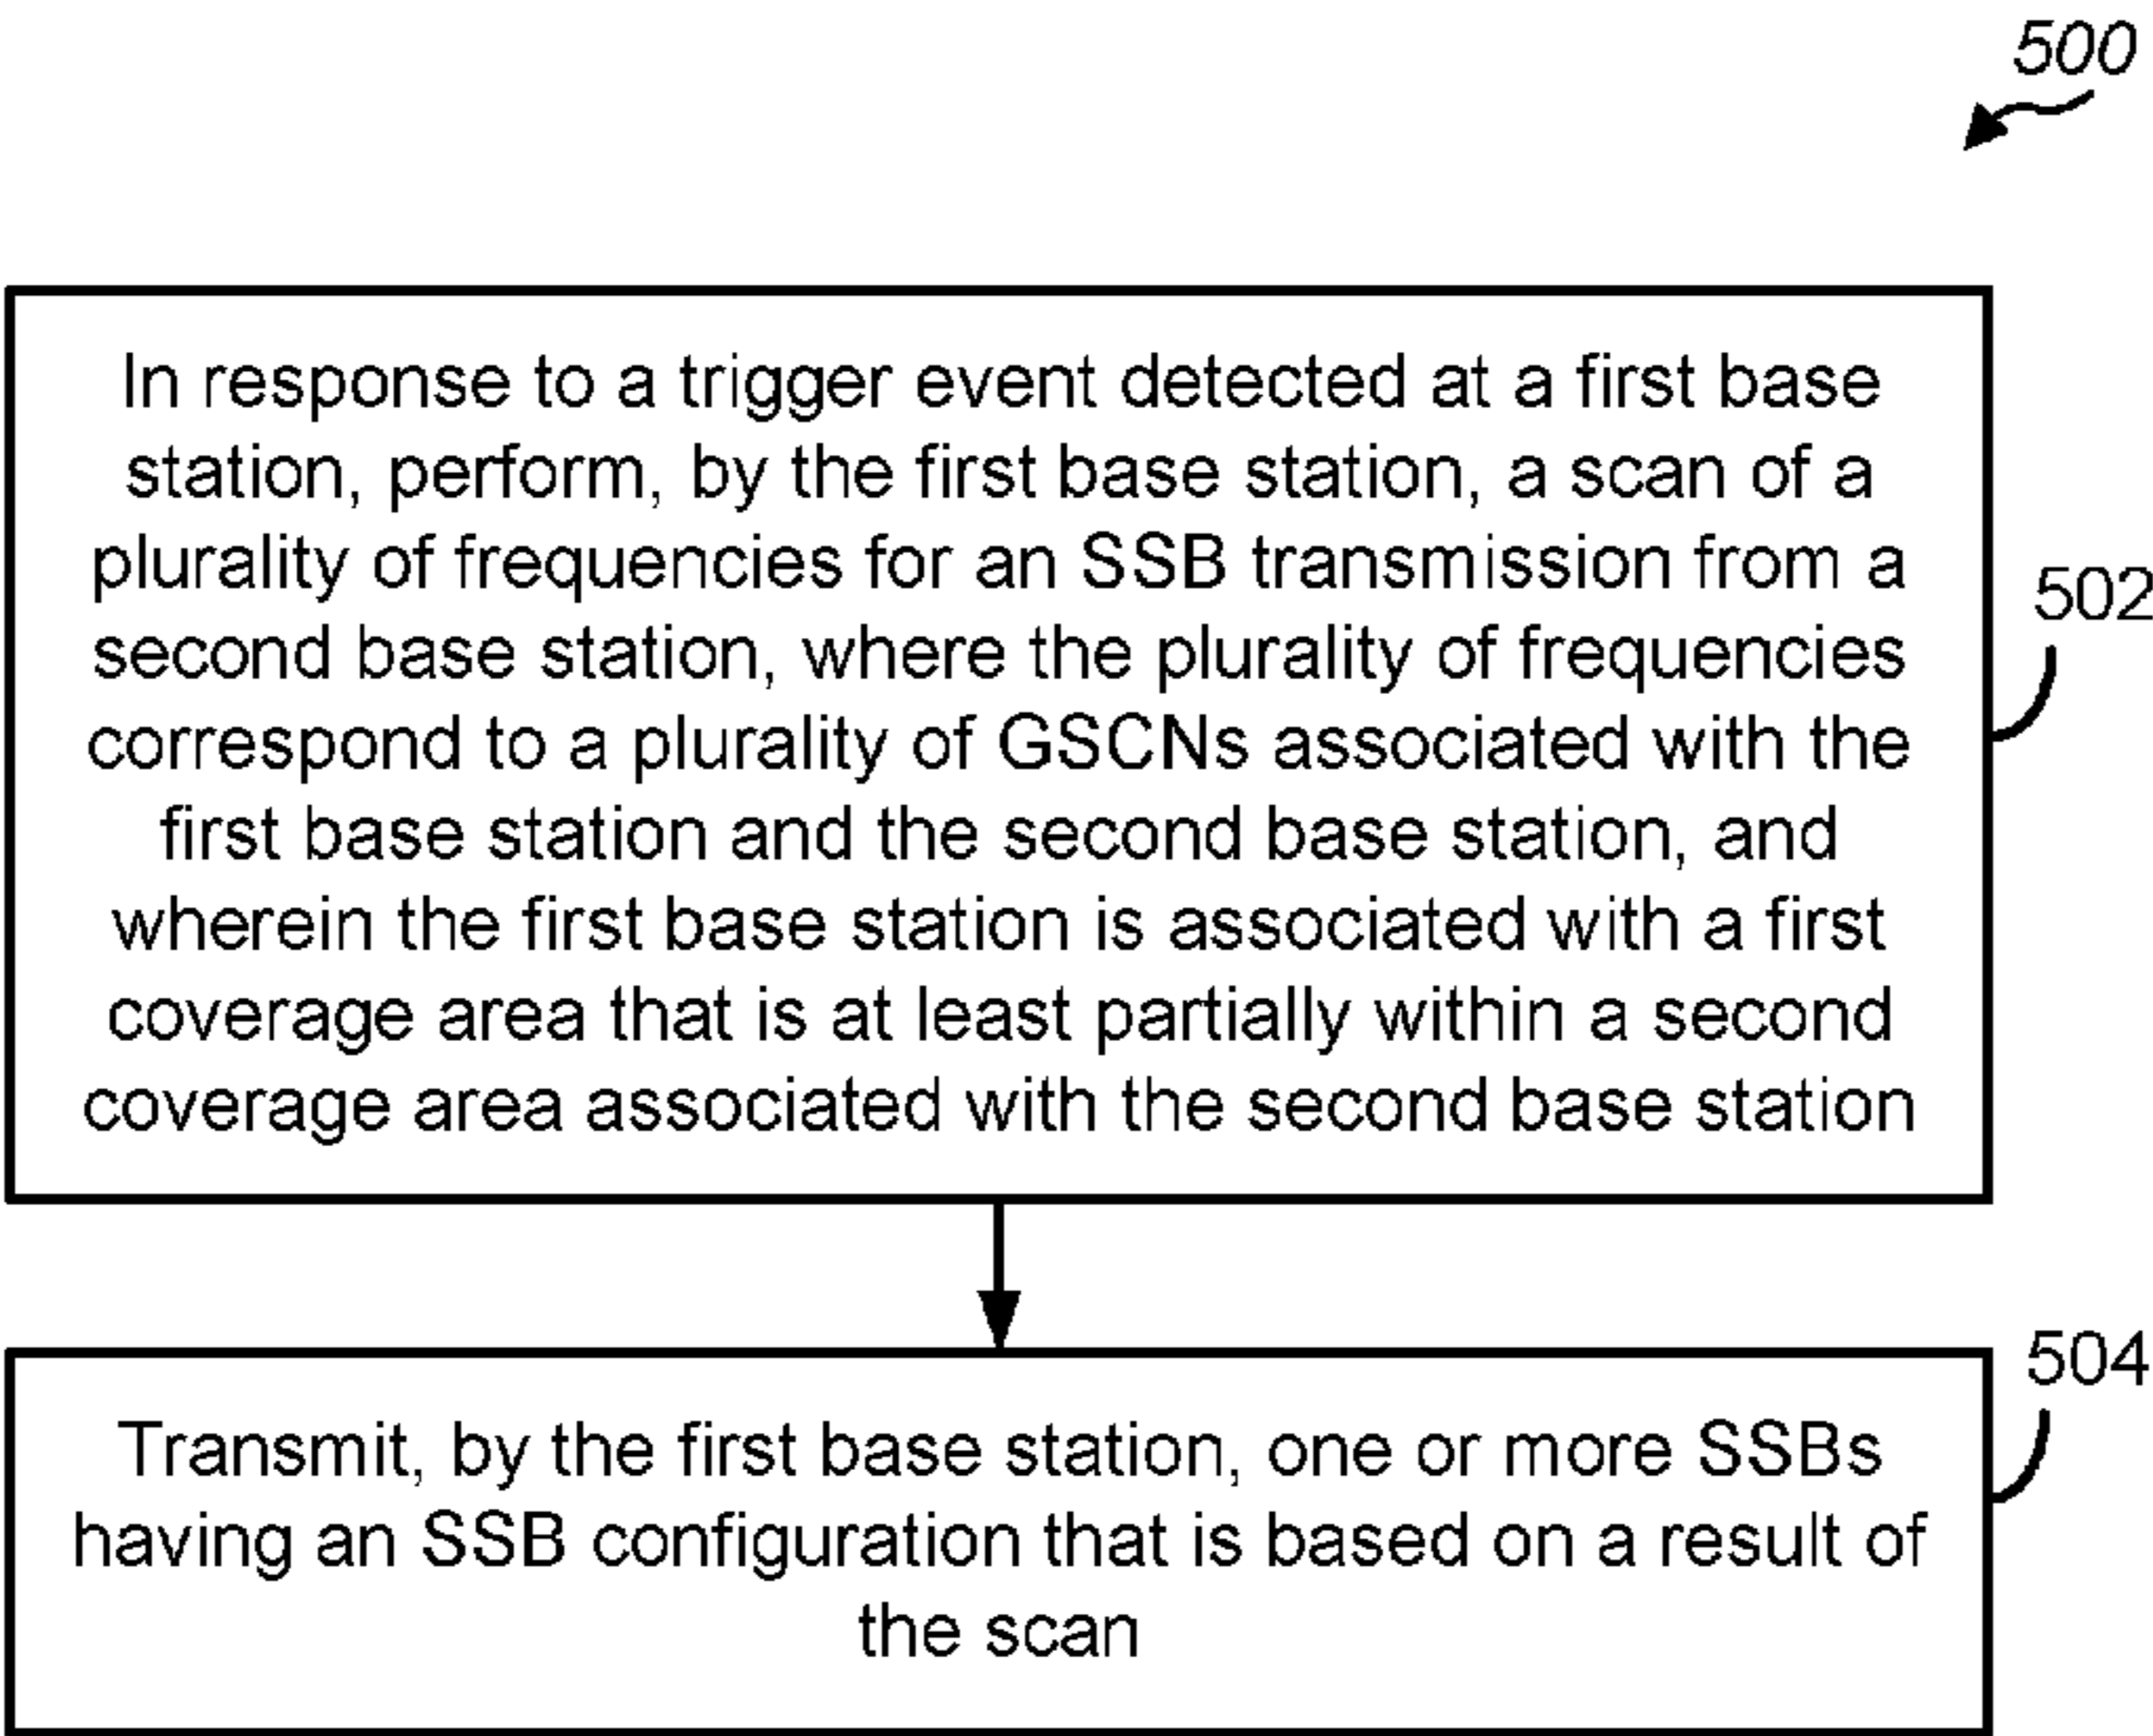 500
In response to a trigger event detected at a first base
station, perform, by the first base station, a scan of a
plurality of frequencies for an SSB transmission from a
second base station, where the plurality of frequencies
correspond to a plurality of GSCNs associated with the
first base station and the second base station, and
wherein the first base station is associated with a first
coverage area that is at least partially within a second
coverage area associated with the second base station
502
Transmit, by the first base station, one or more SSBs
having an SSB configuration that is based on a result of
the scan
504